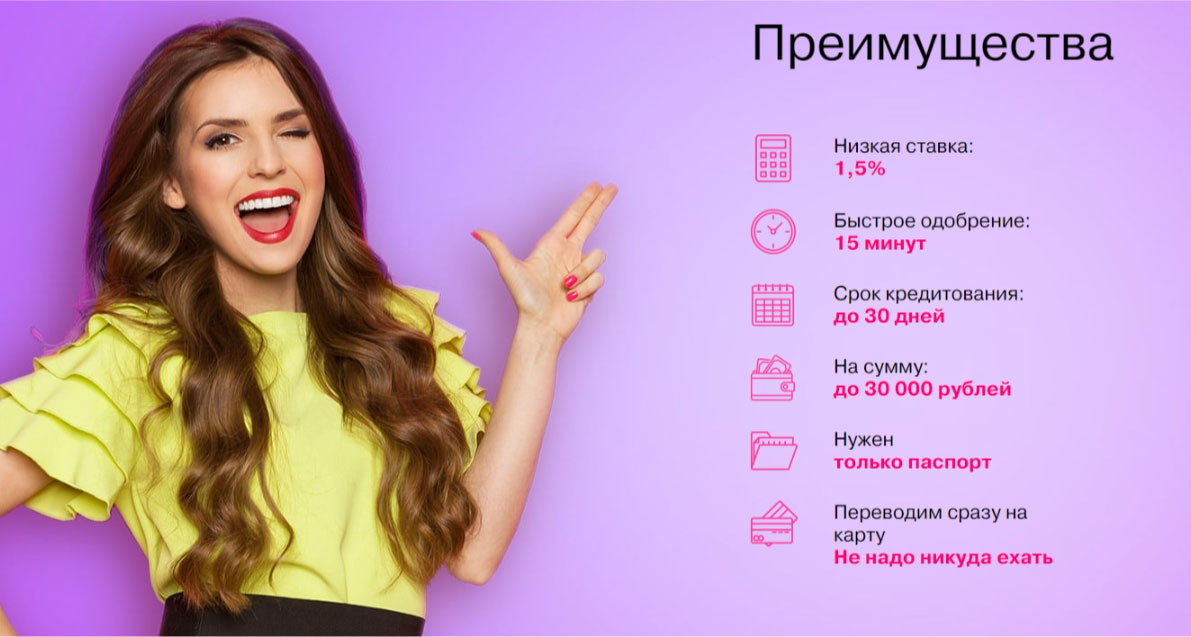 Преимущества
Низкая ставка:
1,5%
Быстрое одобрение:
15 минут
Срок кредитования:
до 30 дней
На сумму:
до 30 000 рублей
Нужен
только паспорт
Переводим сразу на
карту
Не надо никуда ехать